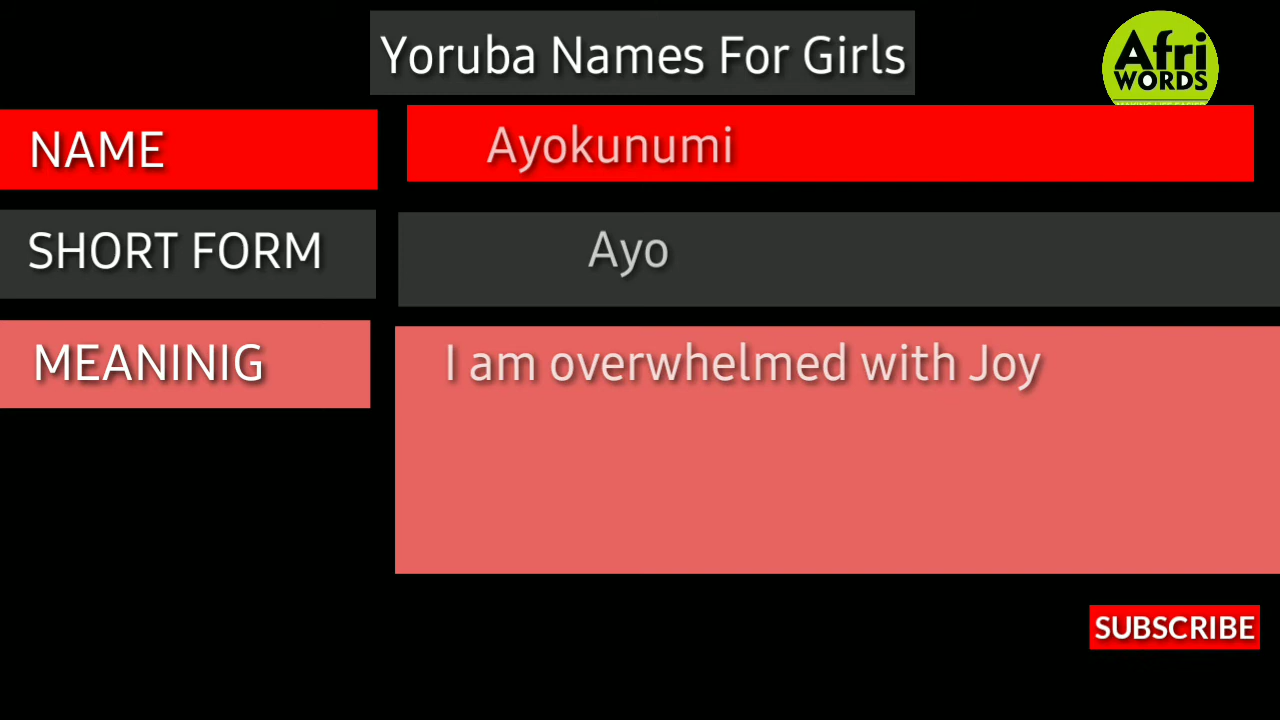 Yoruba Names For Girls
Afri
WORDS
NAME
Ayokunumi
SHORT FORM
Ayo
MEANINIG
I am overwhelmed with Joy
SUBSCRIBE